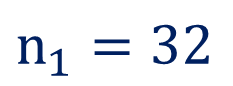 n₁ = 32